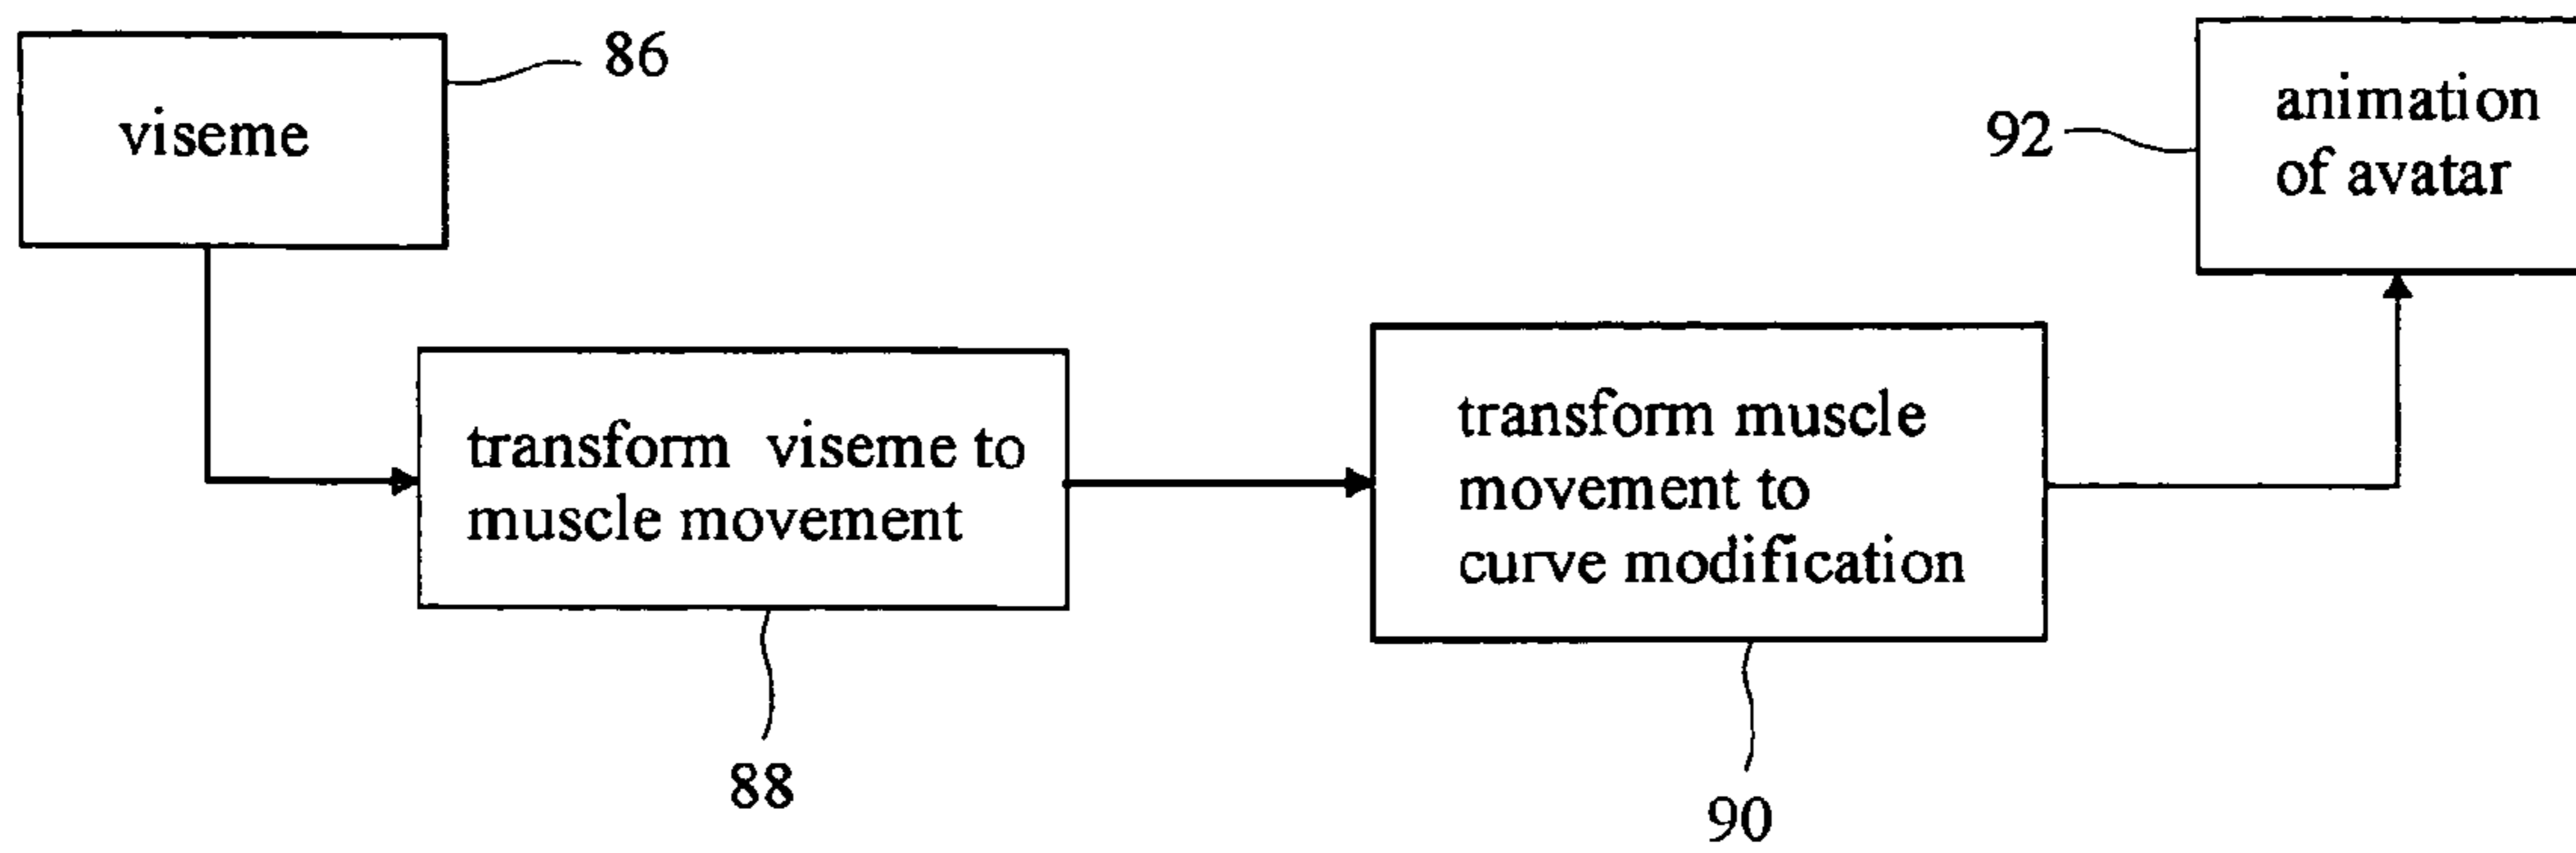 viseme
86
transform viseme to
muscle movement
88
transform muscle
movement to
curve modification
90
92
animation
of avatar